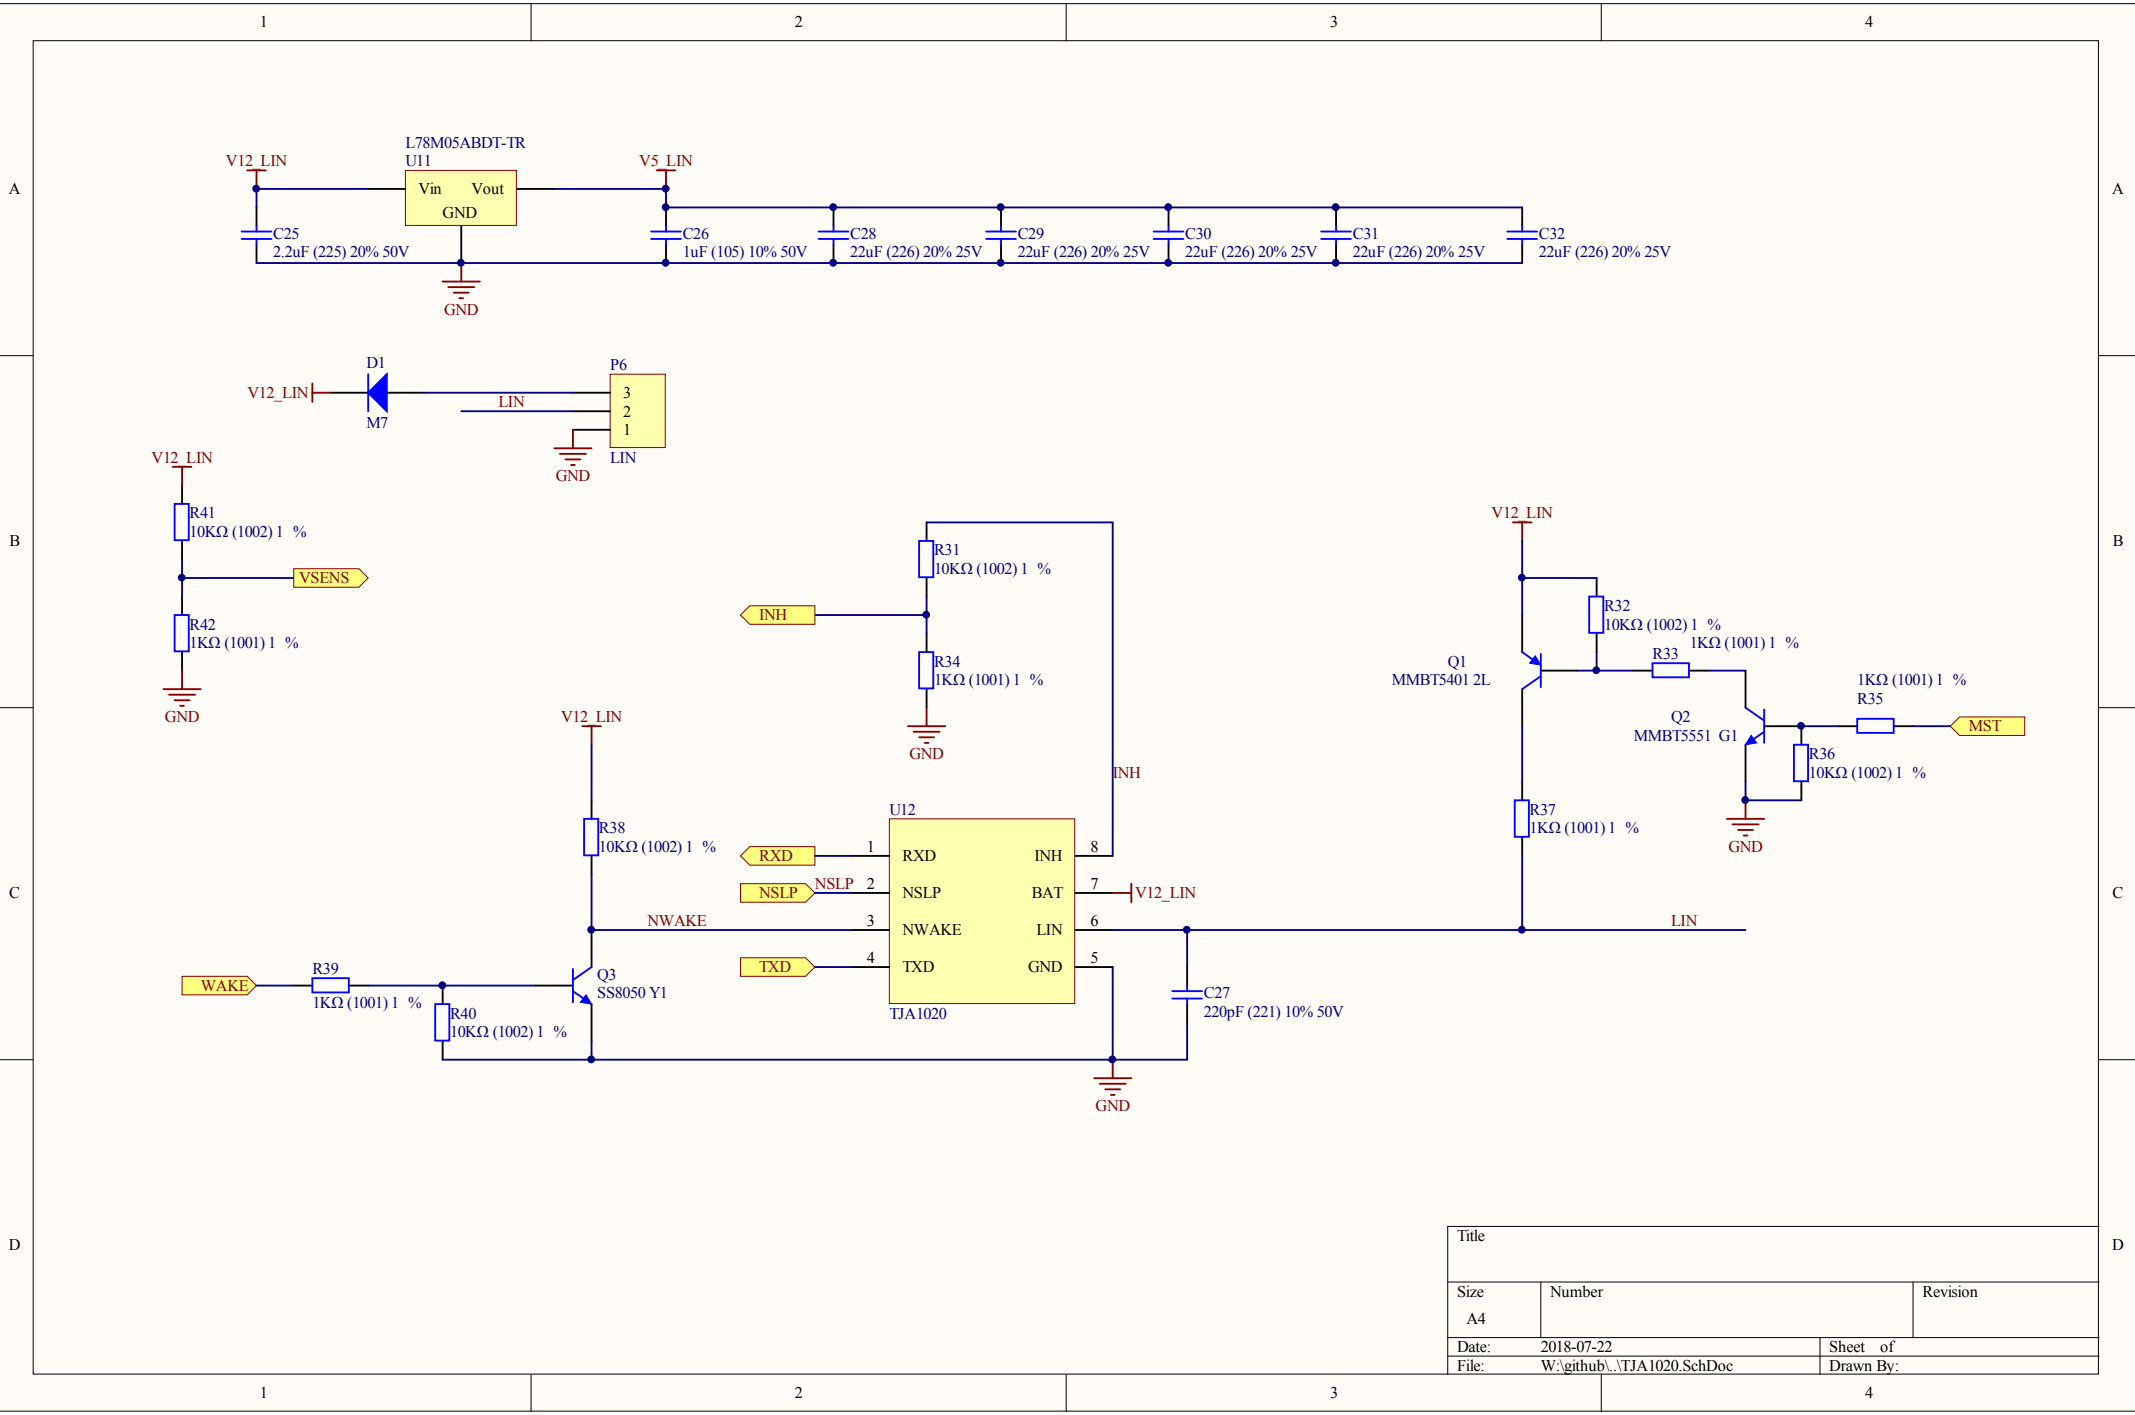 1 2 3 4
A A
L78M05ABDT-TR
V12_LIN U11 V5_LIN
Vin Vout
GND
C25 C26 C28 C29 C30 C31 C32
2.2uF (225) 20% 50V 1uF (105) 10% 50V 22uF (226) 20% 25V 22uF (226) 20% 25V 22uF (226) 20% 25V 22uF (226) 20% 25V 22uF (226) 20% 25V
GND
D1 P6
V12_LIN 3
LIN 2
M7 1
LIN
GND
V12_LIN
R41
10KΩ (1002) 1 %
VSENS
R42
1KΩ (1001) 1 %
GND
B B
R31
10KΩ (1002) 1 %
INH
R34
1KΩ (1001) 1 %
GND
INH
V12_LIN
R32
10KΩ (1002) 1 %
1KΩ (1001) 1 %
R33
Q1
MMBT5401 2L
1KΩ (1001) 1 %
R35
Q2
MMBT5551 G1
MST
R36
10KΩ (1002) 1 %
GND
R37
1KΩ (1001) 1 %
V12_LIN
R38
10KΩ (1002) 1 %
U12
RXD 1 RXD INH 8
NSLP NSLP 2 NSLP BAT 7 V12_LIN
NWAKE 3 NWAKE LIN 6 LIN
TXD 4 TXD GND 5
TJA1020
C C
WAKE
R39
1KΩ (1001) 1 %
R40
10KΩ (1002) 1 %
Q3
SS8050 Y1
C27
220pF (221) 10% 50V
GND
D D
Title
Size Number Revision
A4
Date: 2018-07-22 Sheet of
File: W:\github\..\TJA1020.SchDoc Drawn By:
1 2 3 4